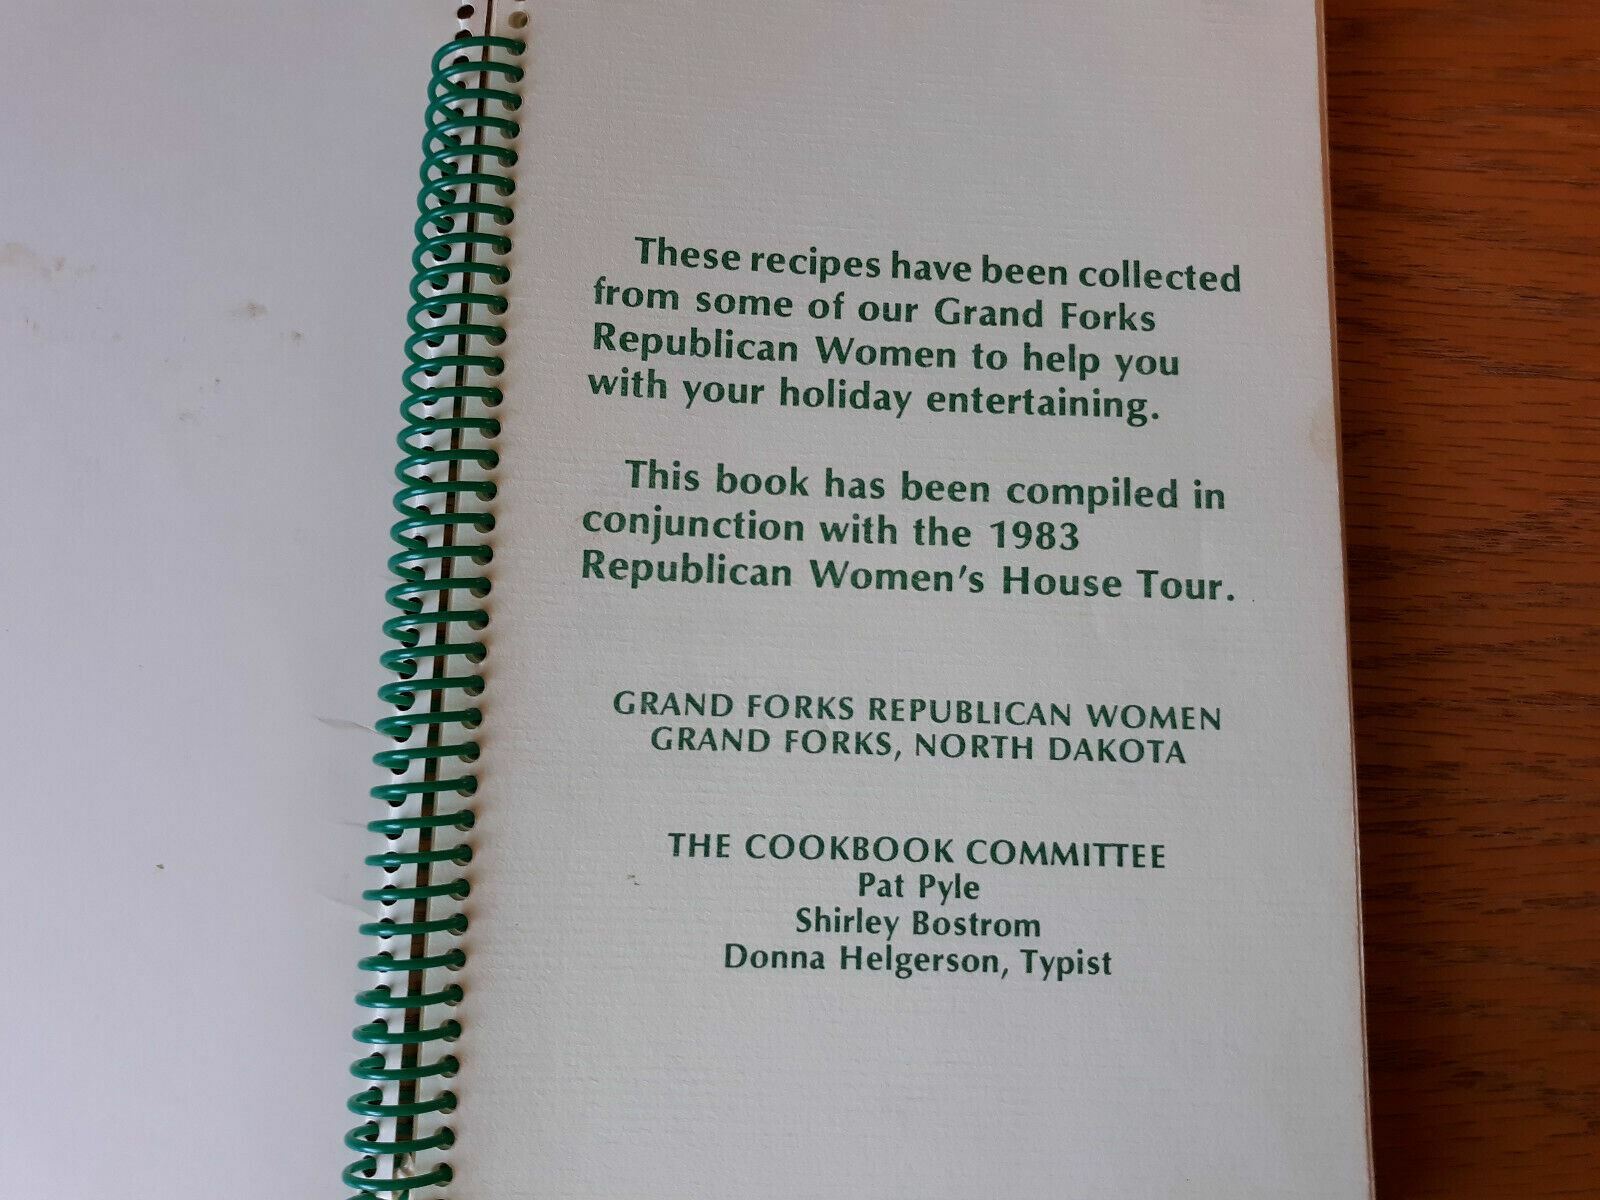 These recipes have been collected
from some of our Grand Forks
Republican Women to help you
with your holiday entertaining.
This book has been compiled in
conjunction with the 1983
Republican Women's House Tour.
GRAND FORKS REPUBLICAN WOMEN
GRAND FORKS, NORTH DAKOTA
THE COOKBOOK COMMITTEE
Pat Pyle
Shirley Bostrom
Donna Helgerson, Typist